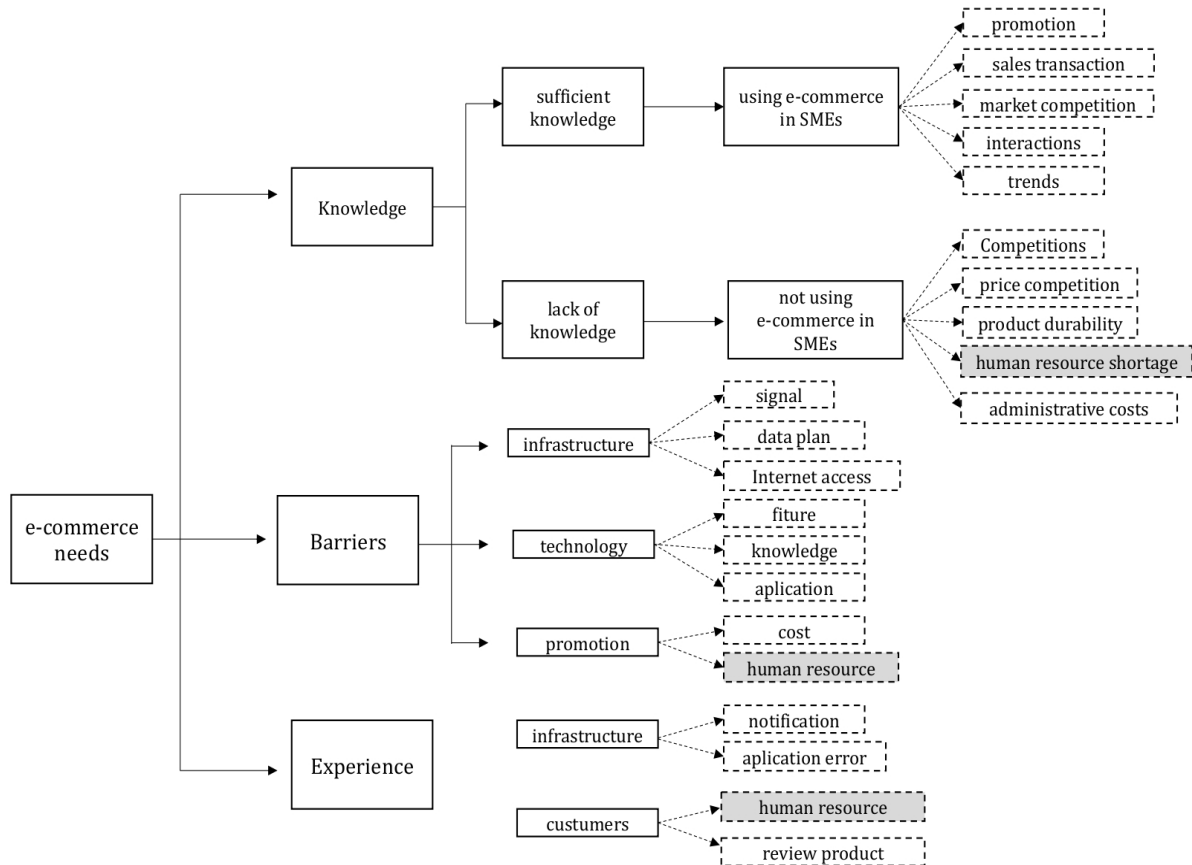 promotion
sales transaction
market competition
interactions
trends
sufficient
knowledge
using e-commerce
in SMEs
Knowledge
lack of
knowledge
not using
e-commerce in
SMEs
Competitions
price competition
product durability
human resource shortage
administrative costs
e-commerce
needs
Barriers
infrastructure
signal
data plan
Internet access
technology
fiture
knowledge
aplication
promotion
cost
human resource
Experience
infrastructure
notification
aplication error
custumers
human resource
review product